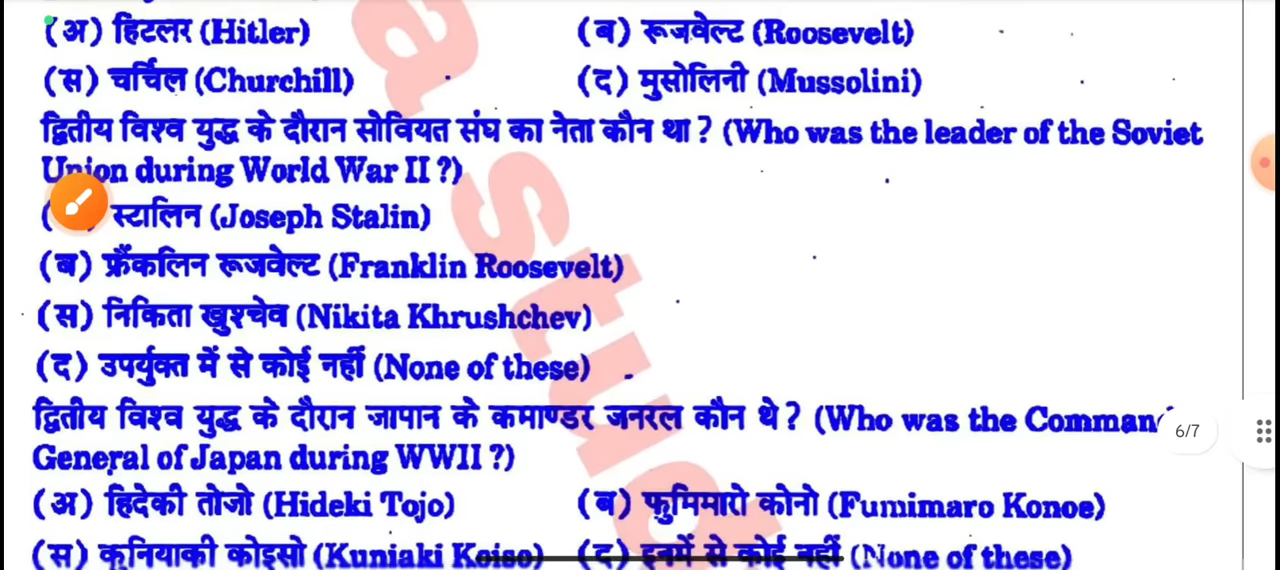 (अ) हिटलर (Hitler) (ब) रूजवेल्ट (Roosevelt)
(स) चर्चिल (Churchill) (द) मुसोलिनी (Mussolini)
द्वितीय विश्व युद्ध के दौरान सोवियत संघ का नेता कौन था ? (Who was the leader of the Soviet
Union during World War II ?)
स्टालिन (Joseph Stalin)
(ब) फ्रैंकलिन रूजवेल्ट (Franklin Roosevelt)
(स) निकिता ख्रुश्चेव (Nikita Khrushchev)
(द) उपर्युक्त में से कोई नहीं (None of these)
द्वितीय विश्व युद्ध के दौरान जापान के कमाण्डर जनरल कौन थे ? (Who was the
6/7
General of Japan during WWII ?)
(अ) हिदेकी तोजो (Hideki Tojo) (ब) फुमिमारो कोनो (Fumimaro Konoe)
(स) कूनियाकी कोइसो (Kuniaki Koiso) (द) इनमें से कोई नहीं (None of these)